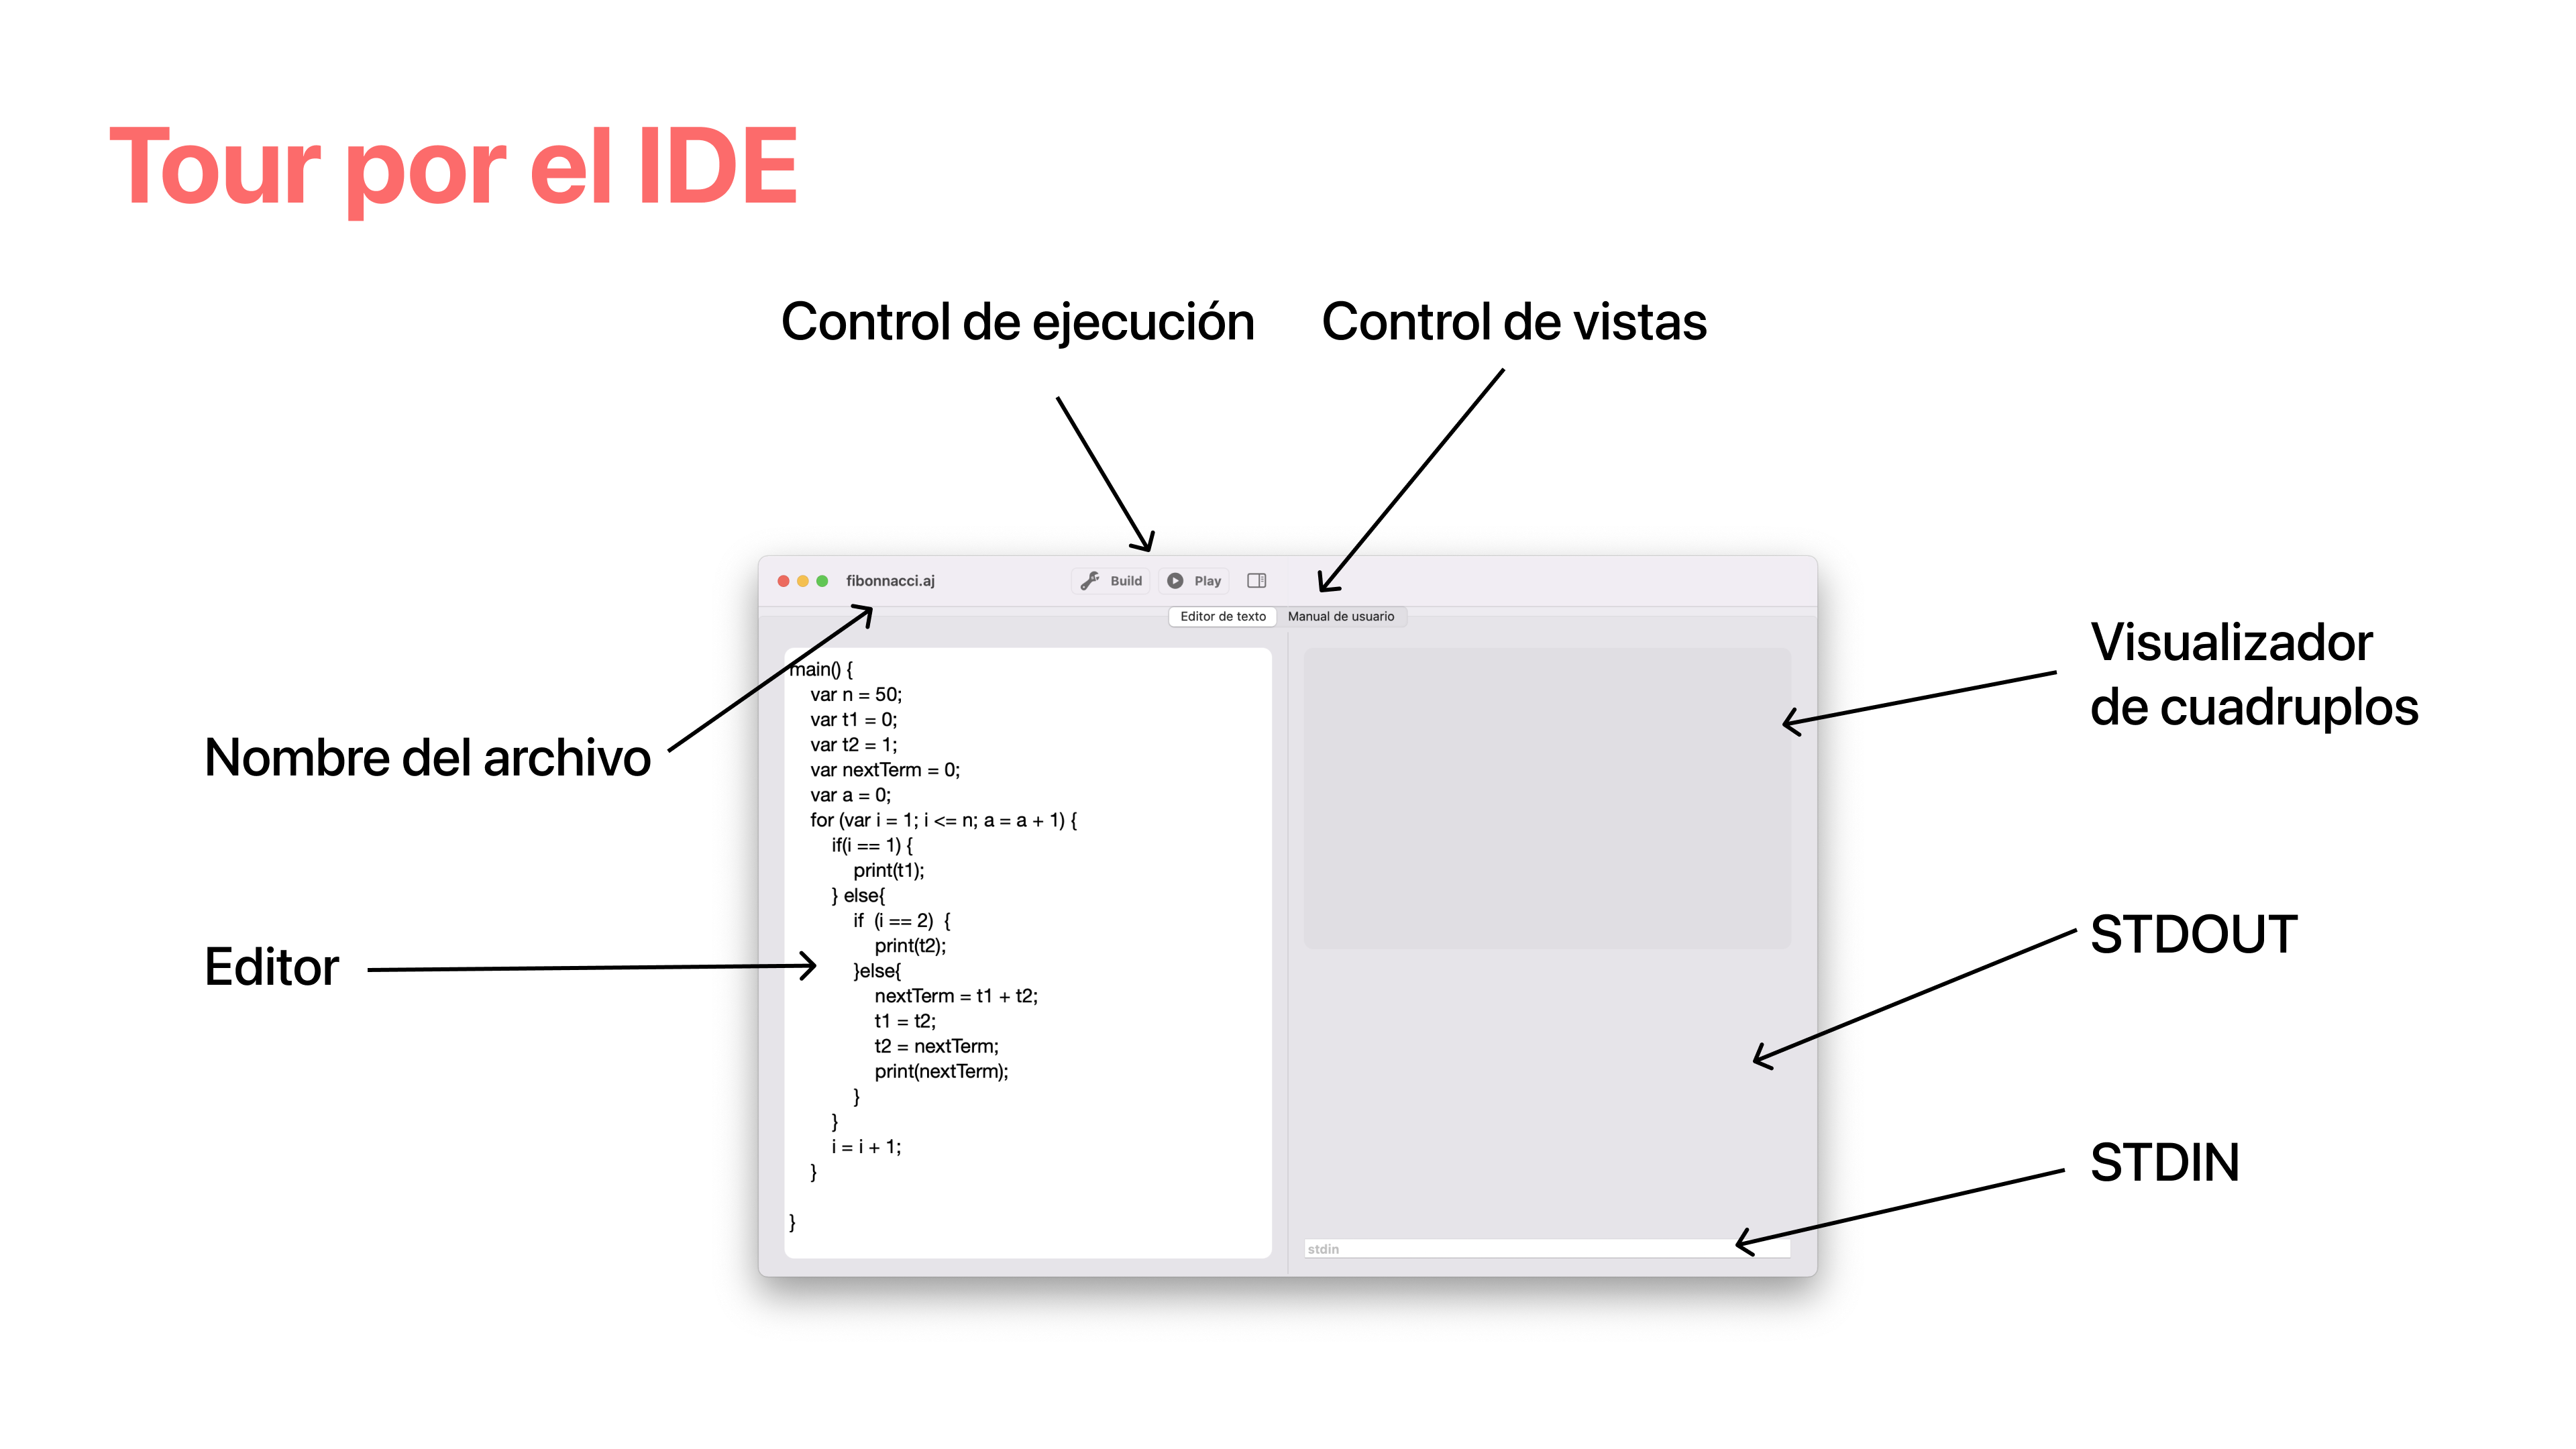 Tour por el IDE
Control de ejecución
Control de vistas
fibonnacci.aj
Build
Play
Editor de texto
Manual de usuario
main() {
var n = 50;
var t1 = 0;
var t2 = 1;
var nextTerm = 0;
var a = 0;
for (var i = 1; i <= n; a = a + 1) {
if(i == 1) {
print(t1);
} else{
if  (i == 2)  {
print(t2);
}else{
nextTerm = t1 + t2;
t1 = t2;
t2 = nextTerm;
print(nextTerm);
}
}
i = i + 1;
}
}
stdin
Nombre del archivo
Editor
Visualizador
de cuadruplos
STDOUT
STDIN